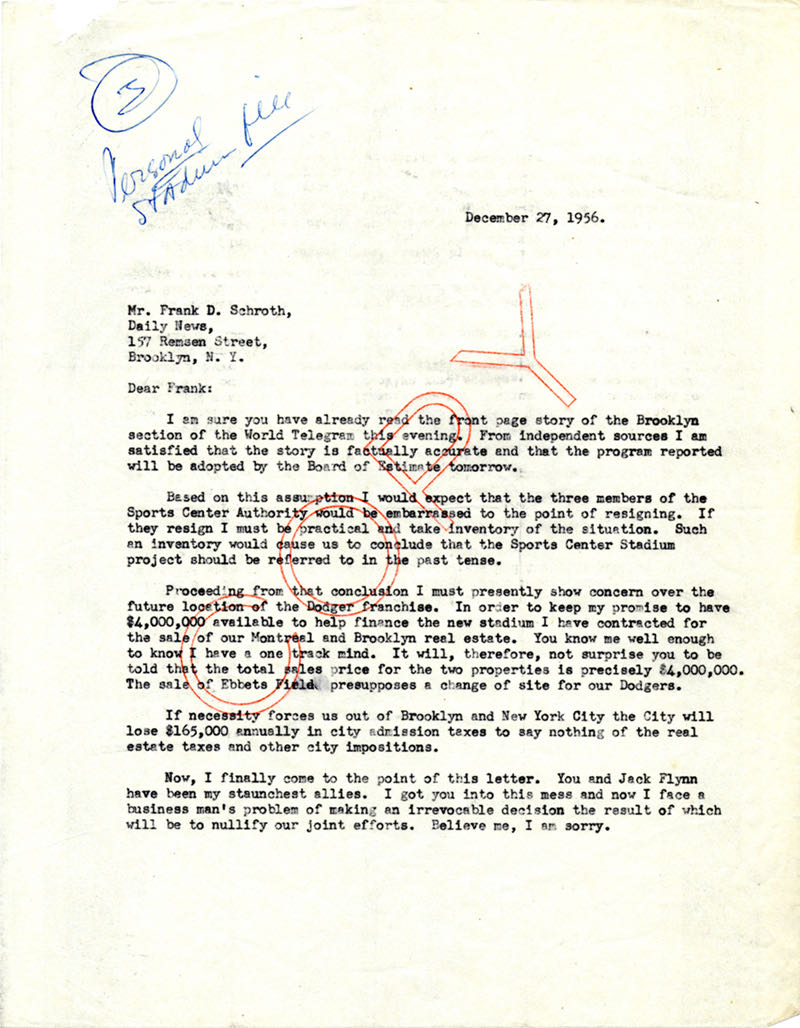 3
Personal
Stadium file
December 27, 1956.
Mr. Frank D. Schroth,
Daily News,
157 Remsen Street,
Brooklyn, N. Y.
Dear Frank:
I am sure you have already read the front page story of the Brooklyn
section of the World Telegram this evening. From independent sources I am
satisfied that the story is factually accurate and that the program reported
will be adopted by the Board of Estimate tomorrow.
Based on this assumption I would expect that the three members of the
Sports Center Authority would be embarrassed to the point of resigning. If
they resign I must be practical and take inventory of the situation. Such
an inventory would cause us to conclude that the Sports Center Stadium
project should be referred to in the past tense.
Proceeding from that conclusion I must presently show concern over the
future location of the Dodger franchise. In order to keep my promise to have
$4,000,000 available to help finance the new stadium I have contracted for
the sale of our Montreal and Brooklyn real estate. You know me well enough
to know I have a one track mind. It will, therefore, not surprise you to be
told that the total sales price for the two properties is precisely $4,000,000.
The sale of Ebbets Field presupposes a change of site for our Dodgers.
If necessity forces us out of Brooklyn and New York City the City will
lose $165,000 annually in city admission taxes to say nothing of the real
estate taxes and other city impositions.
Now, I finally come to the point of this letter. You and Jack Flynn
have been my staunchest allies. I got you into this mess and now I face a
business man's problem of making an irrevocable decision the result of which
will be to nullify our joint efforts. Believe me, I am sorry.
COPY